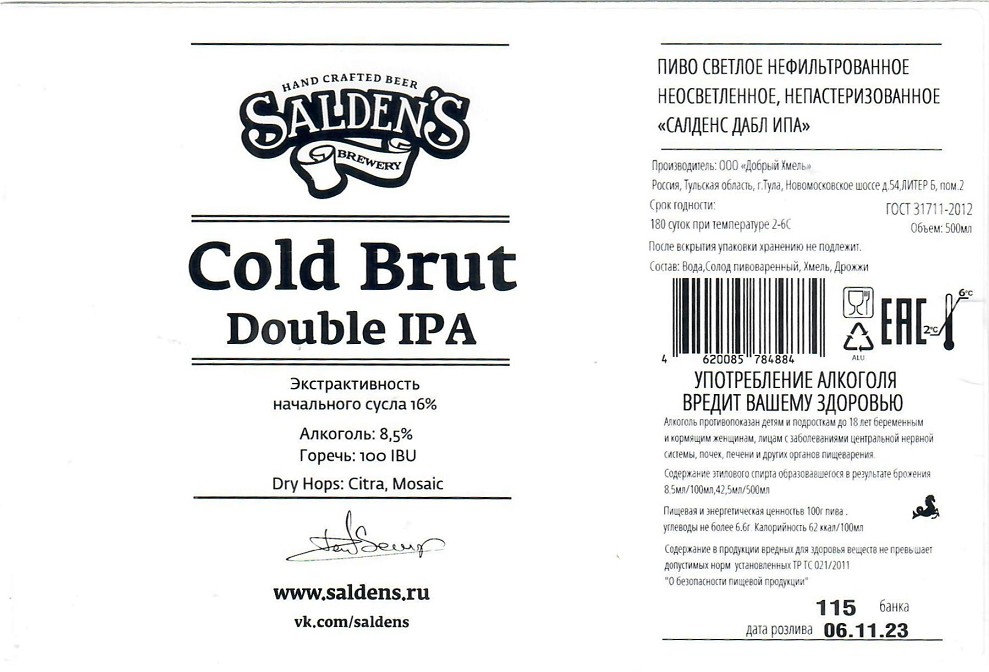 HAND CRAFTED BEER
SALDEN'S
BREWERY
Cold Brut
Double IPA
Экстрактивность
начального сусла 16%
Алкоголь: 8,5%
Горечь: 100 IBU
Dry Hops: Citra, Mosaic
www.saldens.ru
vk.com/saldens
ПИВО СВЕТЛОЕ НЕФИЛЬТРОВАННОЕ
НЕОСВЕТЛЕННОЕ, НЕПАСТЕРИЗОВАННОЕ
«САЛДЕНС ДАБЛ ИПА»
Производитель: ООО «Добрый Хмель»
Россия, Тульская область, г.Тула, Новомосковское шоссе д.54,ЛИТЕР Б, пом.2
Срок годности:
ГОСТ 31711-2012
180 суток при температуре 2-6С
Объем: 500мл
После вскрытия упаковки хранению не подлежит.
Состав: Вода,Солод пивоваренный, Хмель, Дрожжи
6°C
EAC
2°C
ALU
4 620085 784884
УПОТРЕБЛЕНИЕ АЛКОГОЛЯ
ВРЕДИТ ВАШЕМУ ЗДОРОВЬЮ
Алкоголь противопоказан детям и подросткам до 18 лет беременным
и кормящим женщинам, лицам с заболеваниями центральной нервной
системы, почек, печени и других органов пищеварения.
Содержание этилового спирта образовавшегося в результате брожения
8.5мл/100мл,42,5мл/500мл
Пищевая и энергетическая ценностьв 100г пива .
углеводы не более 6.6г. Калорийность 62 ккал/100мл
Содержание в продукции вредных для здоровья веществ не превышает
допустимых норм установленных ТР ТС 021/2011
"О безопасности пищевой продукции"
115 банка
дата розлива 06.11.23